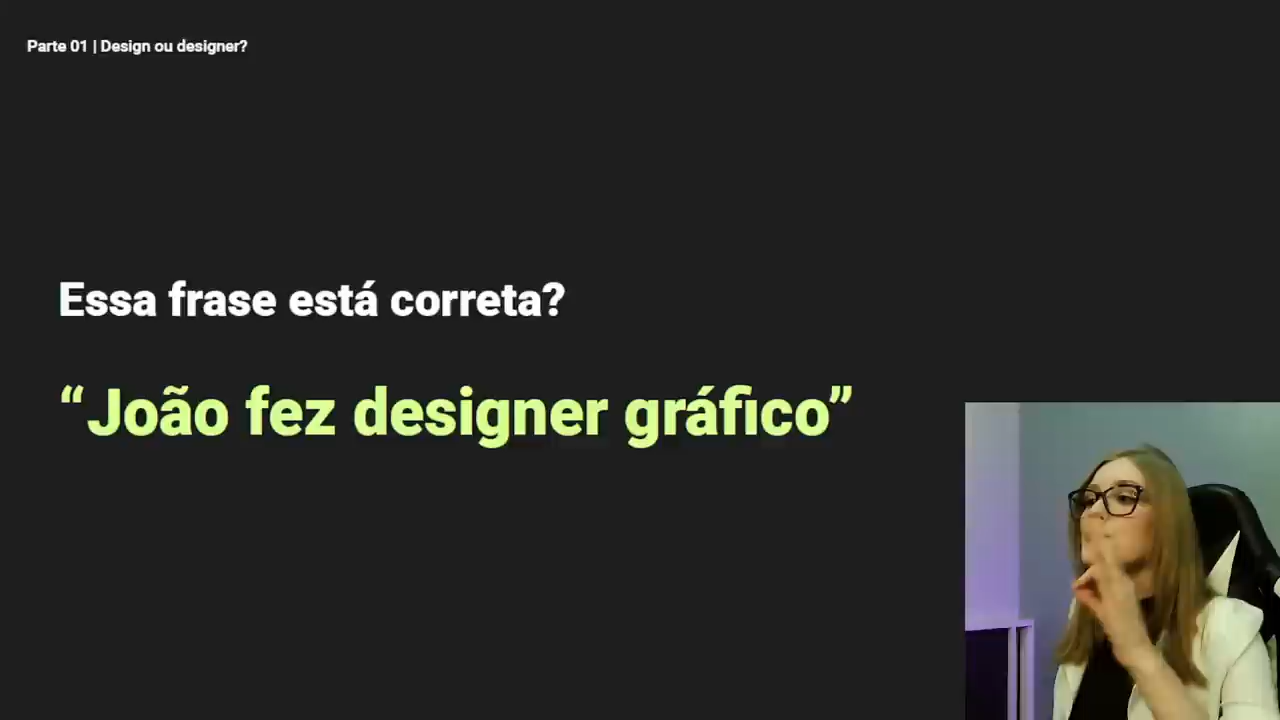 Parte 01 | Design ou designer?
Essa frase está correta?
“João fez designer gráfico”